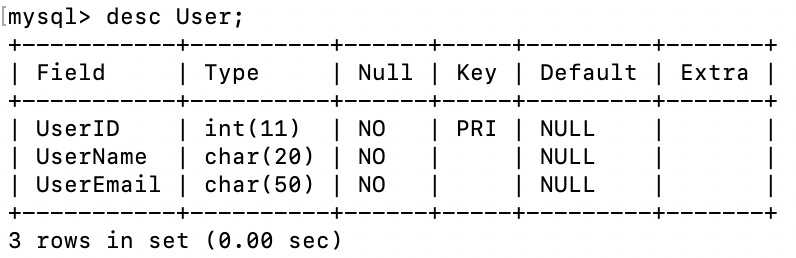 [mysql> desc User;
+-----------+----------+------+-----+---------+-------+
| Field     | Type     | Null | Key | Default | Extra |
+-----------+----------+------+-----+---------+-------+
| UserID    | int(11)  | NO   | PRI | NULL    |       |
| UserName  | char(20) | NO   |     | NULL    |       |
| UserEmail | char(50) | NO   |     | NULL    |       |
+-----------+----------+------+-----+---------+-------+
3 rows in set (0.00 sec)